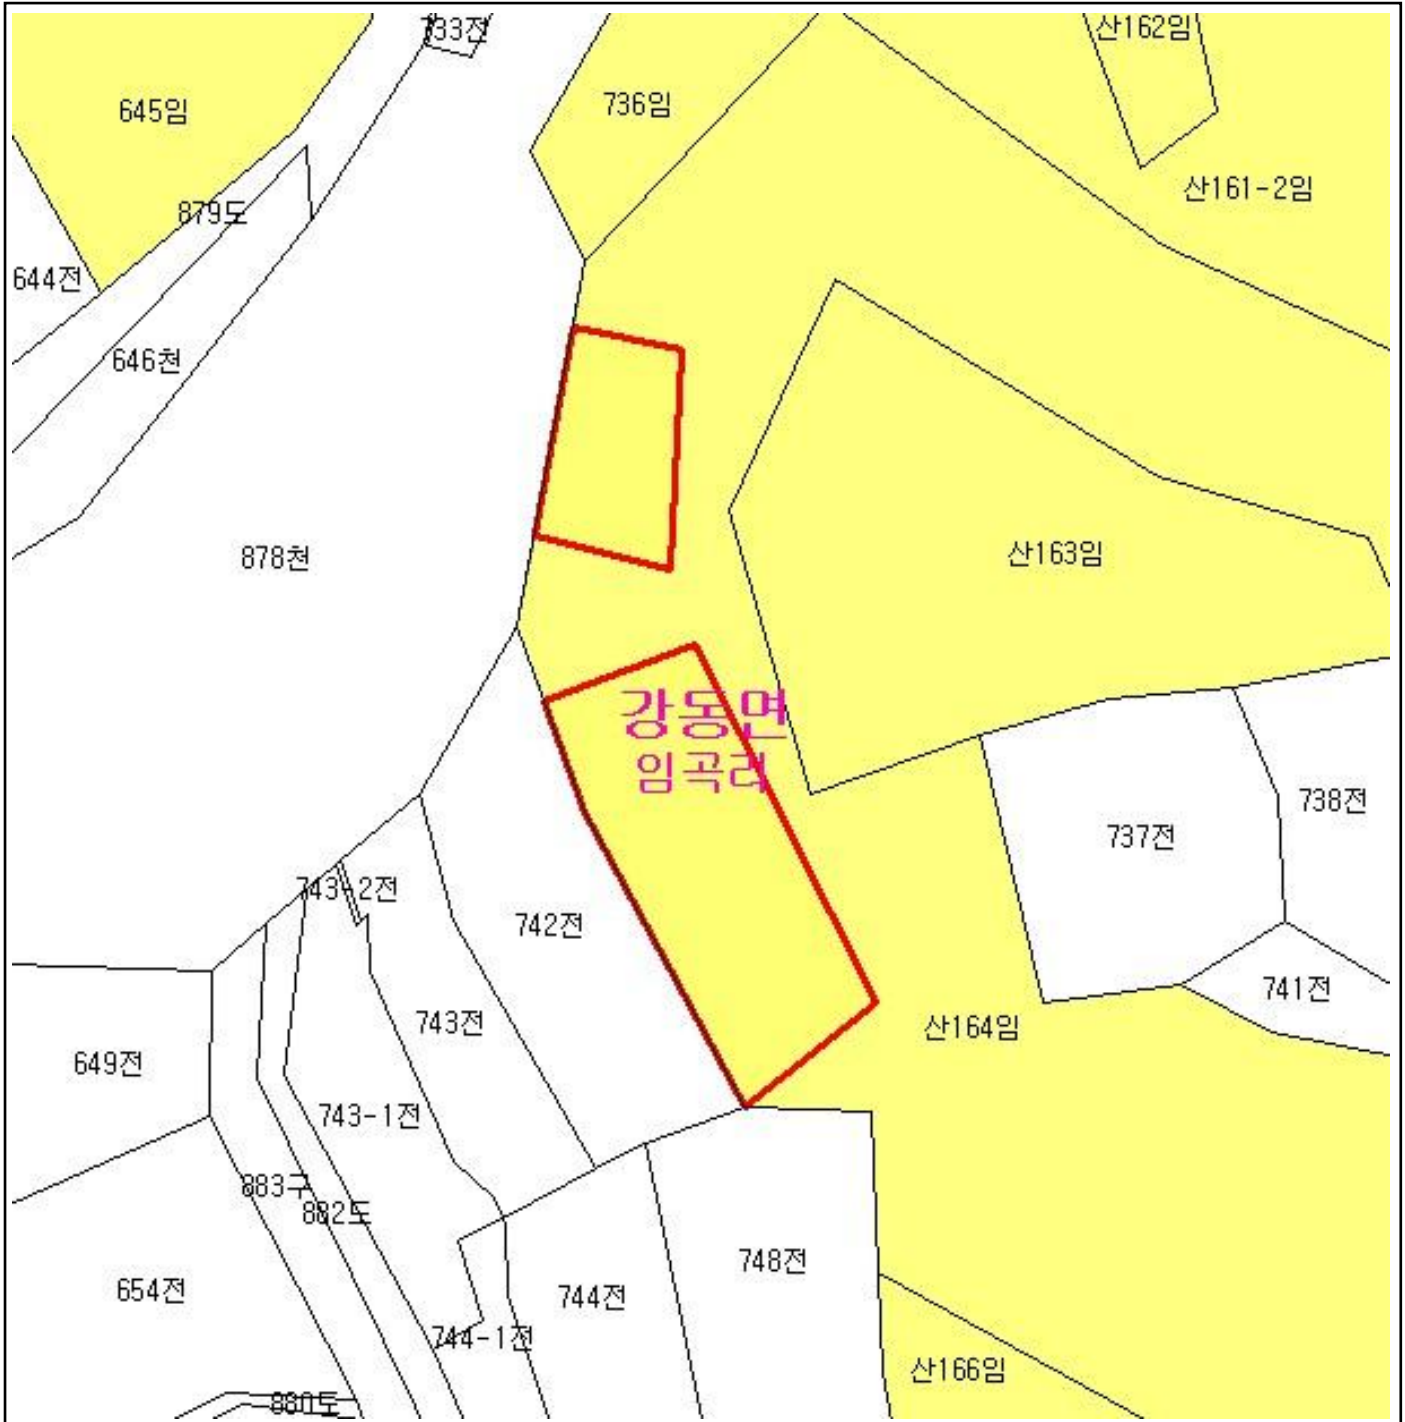 733전
산162임
645임
736임
산161-2임
879도
644전
646천
878천
산163임
강동면
임곡리
738전
737전
743-2전
742전
741전
743전
산164임
649전
743-1전
883구
882도
748전
654전
744전
744-1전
산166임
880도